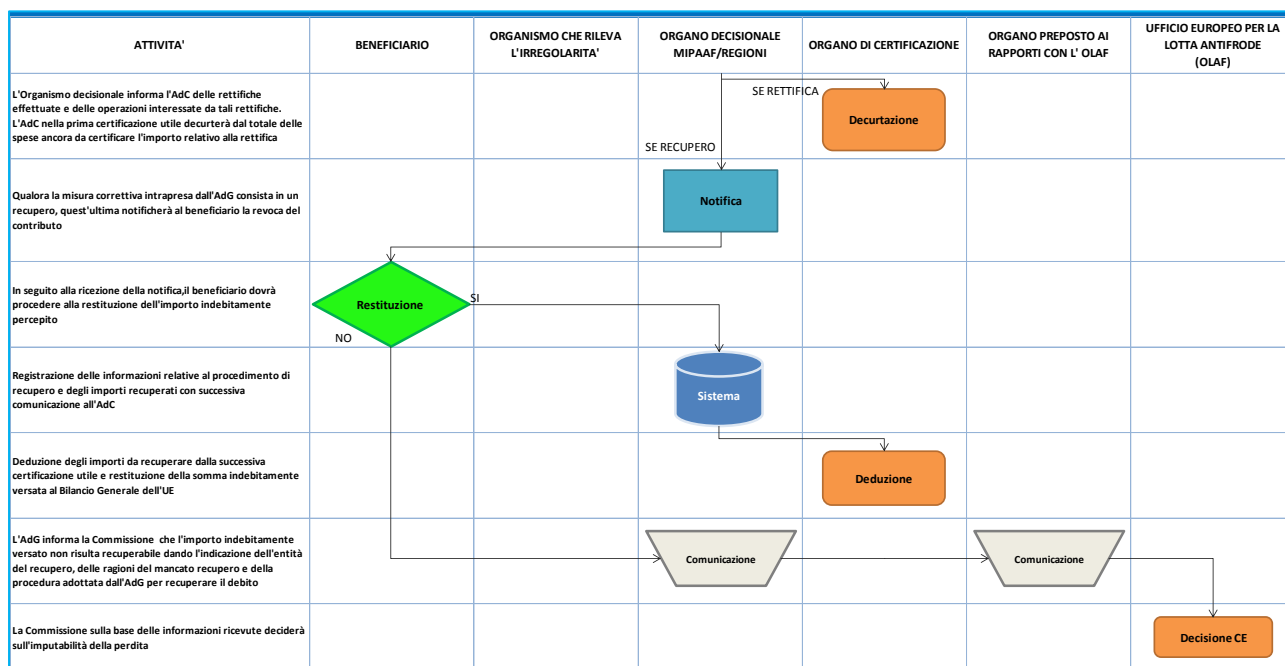 ATTIVITA'
BENEFICIARIO
ORGANISMO CHE RILEVA
L'IRREGOLARITA'
ORGANO DECISIONALE
MIPAAF/REGIONI
ORGANO DI CERTIFICAZIONE
ORGANO PREPOSTO AI
RAPPORTI CON L' OLAF
UFFICIO EUROPEO PER LA
LOTTA ANTIFRODE
(OLAF)
L'Organismo decisionale informa l'AdC delle rettifiche
effettuate e delle operazioni interessate da tali rettifiche.
L'AdC nella prima certificazione utile decurterà dal totale delle
spese ancora da certificare l'importo relativo alla rettifica
SE RETTIFICA
Decurtazione
SE RECUPERO
Qualora la misura correttiva intrapresa dall'AdG consista in un
recupero, quest'ultima notificherà al beneficiario la revoca del
contributo
Notifica
In seguito alla ricezione della notifica,il beneficiario dovrà
procedere alla restituzione dell'importo indebitamente
percepito
Restituzione
SI
NO
Registrazione delle informazioni relative al procedimento di
recupero e degli importi recuperati con successiva
comunicazione all'AdC
Sistema
Deduzione degli importi da recuperare dalla successiva
certificazione utile e restituzione della somma indebitamente
versata al Bilancio Generale dell'UE
Deduzione
L'AdG informa la Commissione che l'importo indebitamente
versato non risulta recuperabile dando l'indicazione dell'entità
del recupero, delle ragioni del mancato recupero e della
procedura adottata dall'AdG per recuperare il debito
Comunicazione
Comunicazione
La Commissione sulla base delle informazioni ricevute deciderà
sull'imputabilità della perdita
Decisione CE